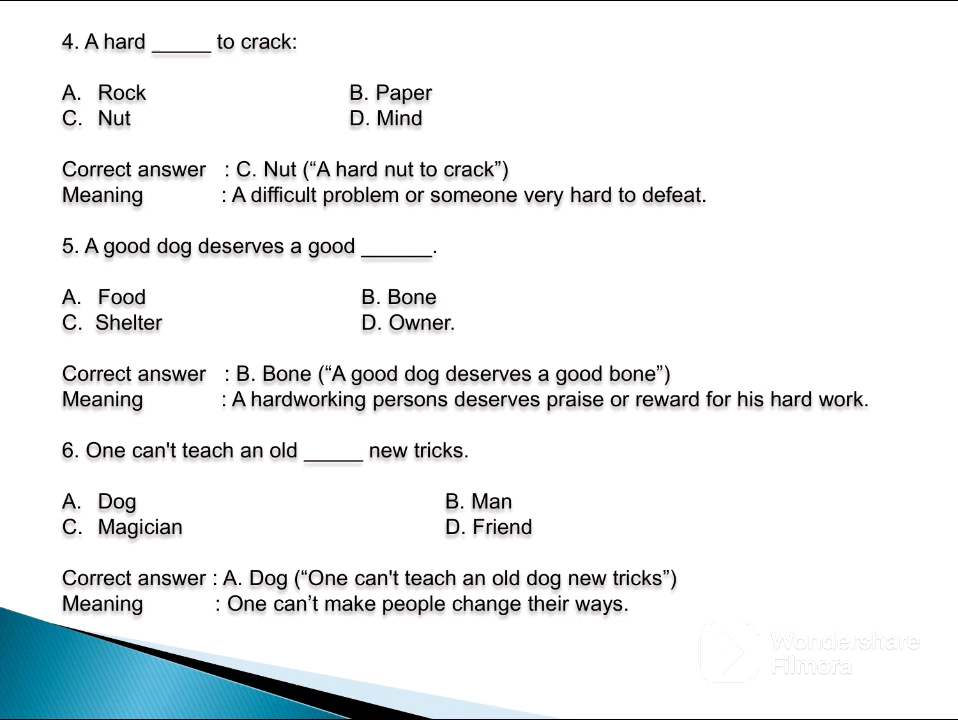 4. A hard _____ to crack:
A. Rock B. Paper
C. Nut D. Mind
Correct answer : C. Nut (“A hard nut to crack”)
Meaning : A difficult problem or someone very hard to defeat.
5. A good dog deserves a good ______.
A. Food B. Bone
C. Shelter D. Owner.
Correct answer : B. Bone (“A good dog deserves a good bone”)
Meaning : A hardworking persons deserves praise or reward for his hard work.
6. One can't teach an old _____ new tricks.
A. Dog B. Man
C. Magician D. Friend
Correct answer : A. Dog (“One can't teach an old dog new tricks”)
Meaning : One can’t make people change their ways.
Wondershare
Filmora